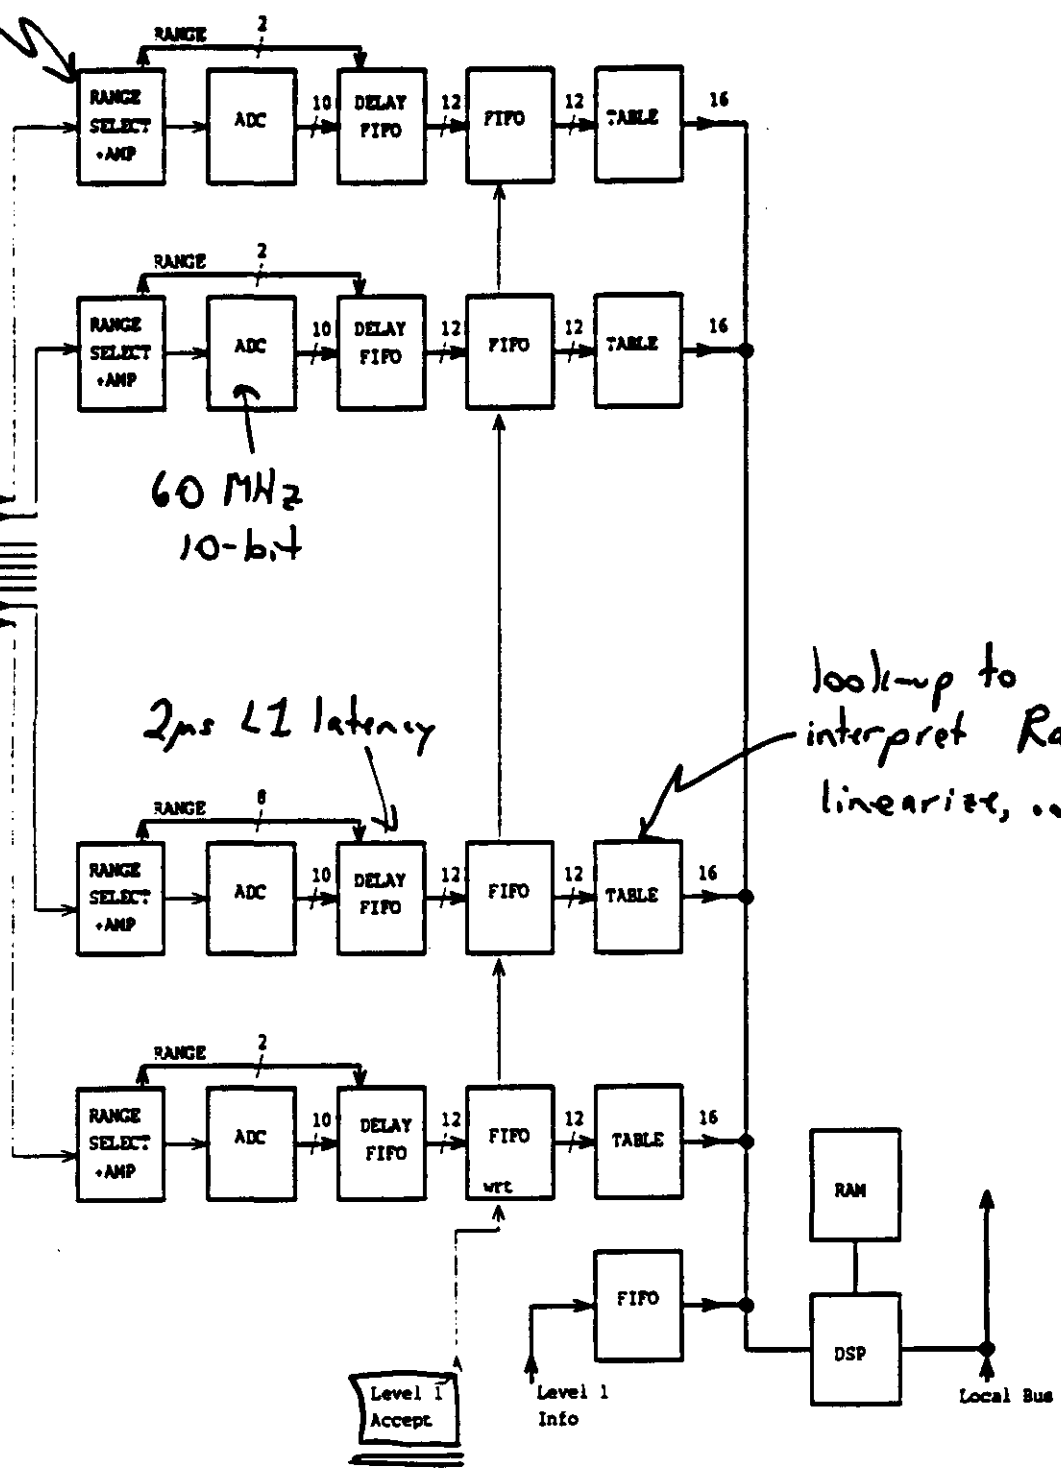 RANGE 2
RANGE
SELECT
+AMP
ADC
10
DELAY
FIFO
12
FIFO
12
TABLE
16
RANGE 2
RANGE
SELECT
+AMP
ADC
10
DELAY
FIFO
12
FIFO
12
TABLE
16
60 MHz
10-bit
2μs L1 latency
look-up to
interpret
linearize, ..
RANGE 8
RANGE
SELECT
+AMP
ADC
10
DELAY
FIFO
12
FIFO
12
TABLE
16
RANGE 2
RANGE
SELECT
+AMP
ADC
10
DELAY
FIFO
12
FIFO
wrt
12
TABLE
16
RAM
FIFO
DSP
Level 1
Accept
Level 1
Info
Local Bus